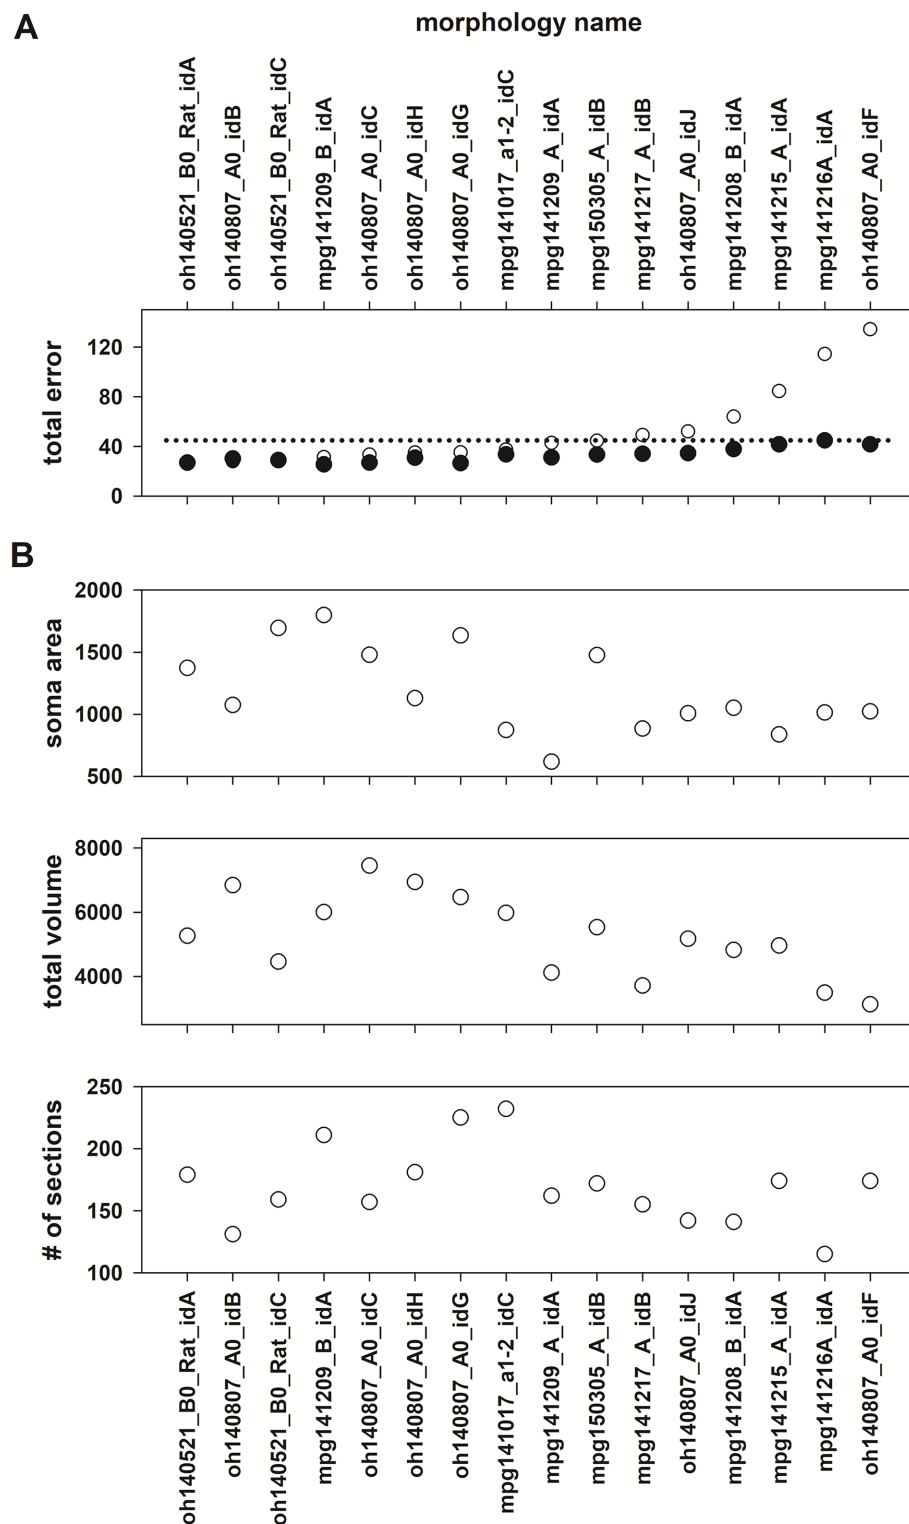 A
morphology name
oh140521_B0_Rat_idA
oh140807_A0_idB
oh140521_B0_Rat_idC
mpg141209_B_idA
oh140807_A0_idC
oh140807_A0_idH
oh140807_A0_idG
mpg141017_a1-2_idC
mpg141209_A_idA
mpg150305_A_idB
mpg141217_A_idB
oh140807_A0_idJ
mpg141208_B_idA
mpg141215_A_idA
mpg141216A_idA
oh140807_A0_idF
total error
120
80
40
0
B
soma area
2000
1500
1000
500
total volume
8000
6000
4000
# of sections
250
200
150
100
oh140521_B0_Rat_idA
oh140807_A0_idB
oh140521_B0_Rat_idC
mpg141209_B_idA
oh140807_A0_idC
oh140807_A0_idH
oh140807_A0_idG
mpg141017_a1-2_idC
mpg141209_A_idA
mpg150305_A_idB
mpg141217_A_idB
oh140807_A0_idJ
mpg141208_B_idA
mpg141215_A_idA
mpg141216A_idA
oh140807_A0_idF